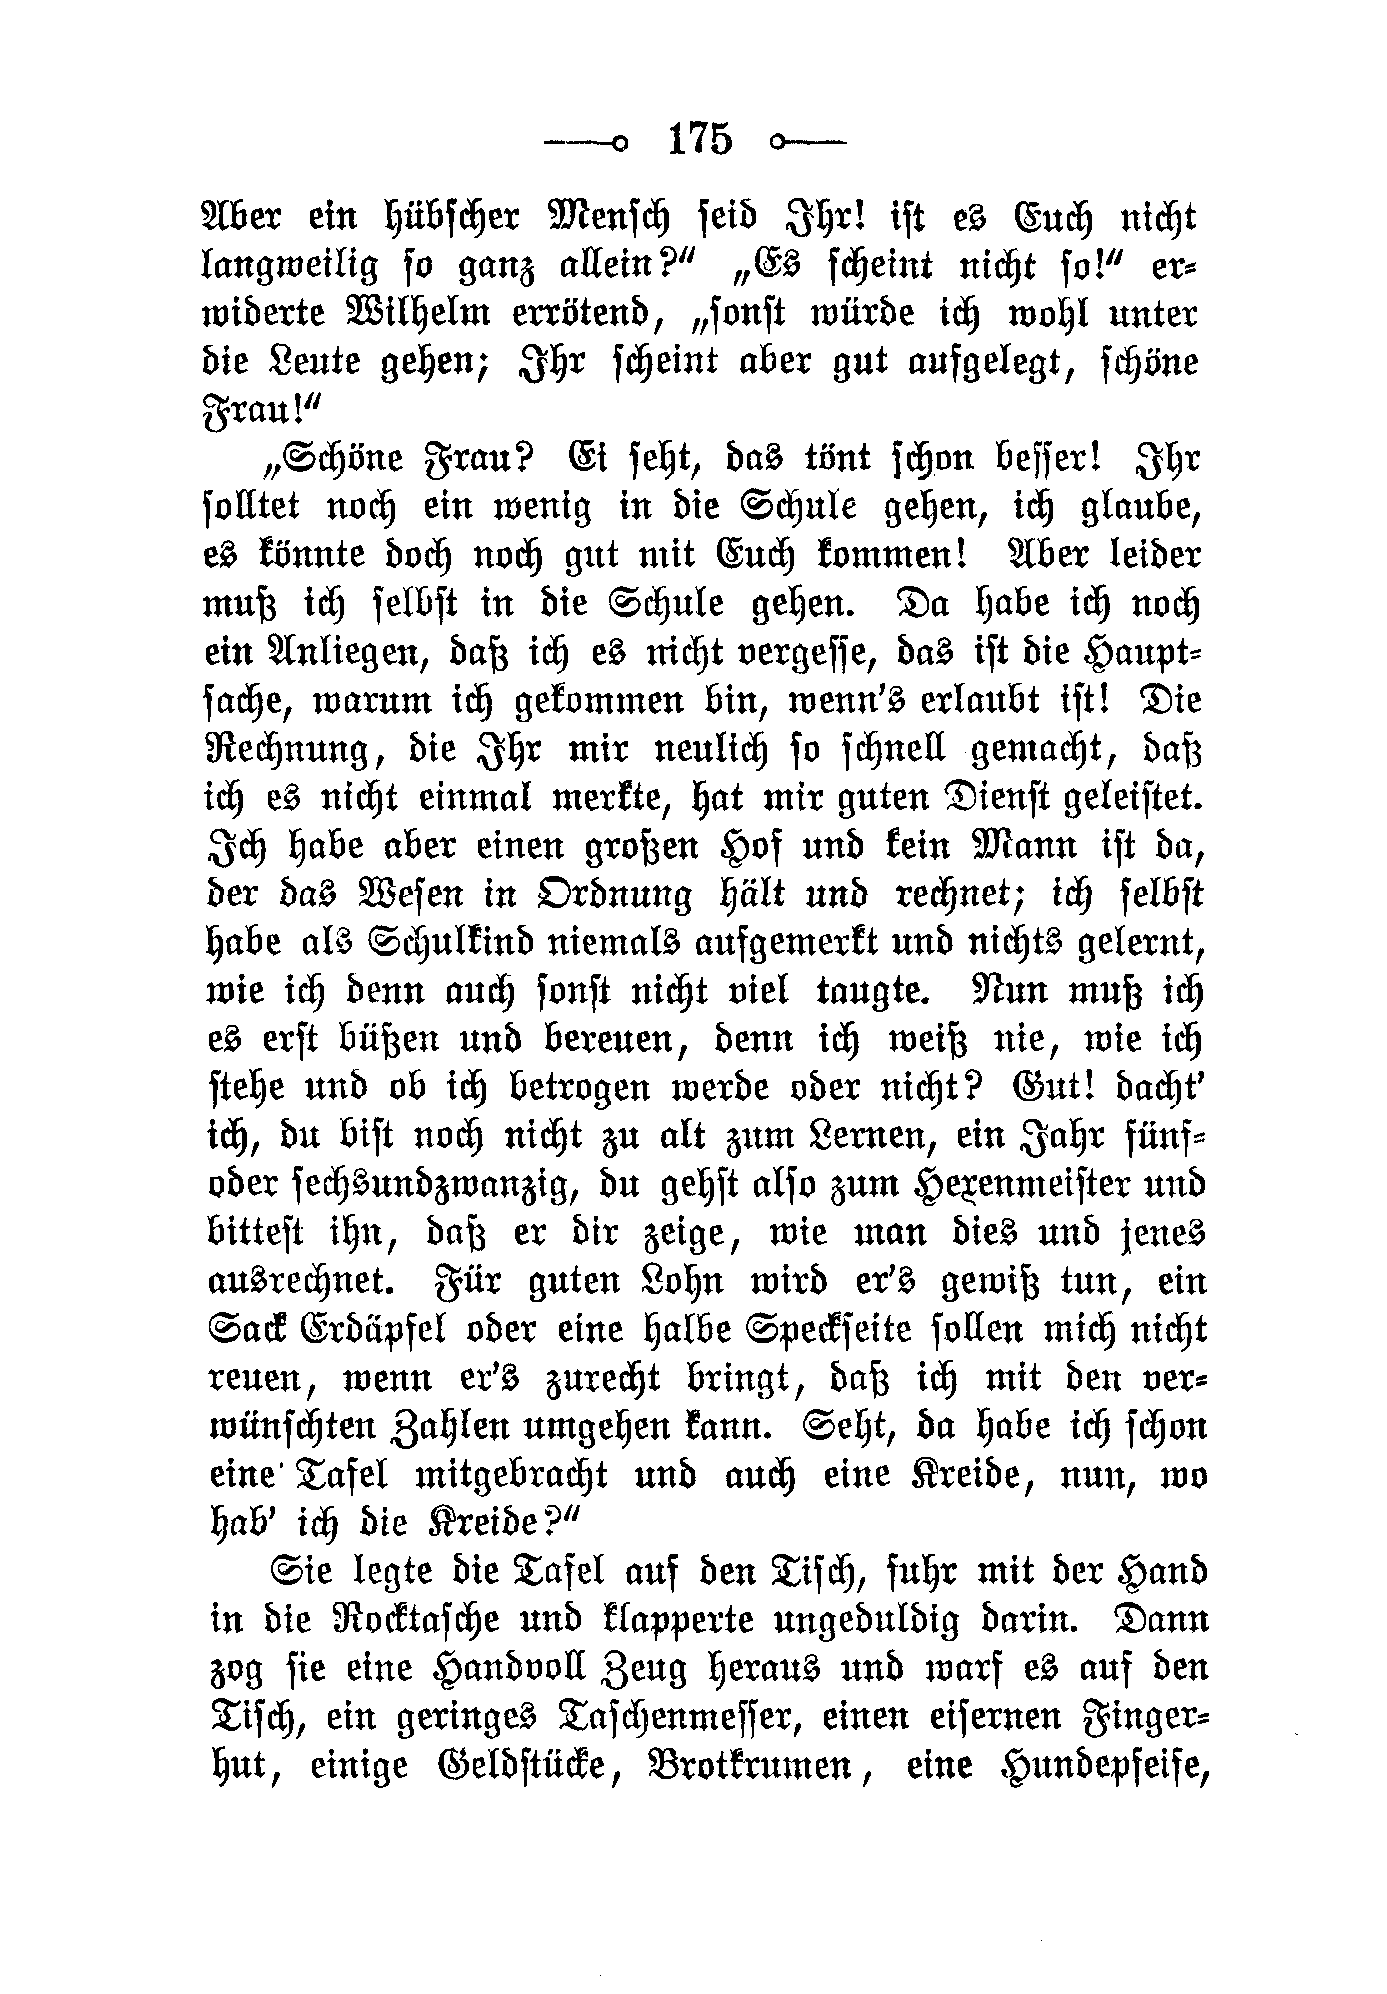 175
Aber ein hübscher Mensch seid Ihr! ist es Euch nicht
langweilig so ganz allein?“ „Es scheint nicht so!“ er-
widerte Wilhelm errötend, „sonst würde ich wohl unter
die Leute gehen; Ihr scheint aber gut aufgelegt, schöne
Frau!“
„Schöne Frau? Ei seht, das tönt schon besser! Ihr
solltet noch ein wenig in die Schule gehen, ich glaube,
es könnte doch noch gut mit Euch kommen! Aber leider
muß ich selbst in die Schule gehen. Da habe ich noch
ein Anliegen, daß ich es nicht vergesse, das ist die Haupt-
sache, warum ich gekommen bin, wenn's erlaubt ist! Die
Rechnung, die Ihr mir neulich so schnell gemacht, daß
ich es nicht einmal merkte, hat mir guten Dienst geleistet.
Ich habe aber einen großen Hof und kein Mann ist da,
der das Wesen in Ordnung hält und rechnet; ich selbst
habe als Schulkind niemals aufgemerkt und nichts gelernt,
wie ich denn auch sonst nicht viel taugte. Nun muß ich
es erst büßen und bereuen, denn ich weiß nie, wie ich
stehe und ob ich betrogen werde oder nicht? Gut! dacht'
ich, du bist noch nicht zu alt zum Lernen, ein Jahr fünf-
oder sechsundzwanzig, du gehst also zum Hexenmeister und
bittest ihn, daß er dir zeige, wie man dies und jenes
ausrechnet. Für guten Lohn wird er's gewiß tun, ein
Sack Erdäpfel oder eine halbe Speckseite sollen mich nicht
reuen, wenn er's zurecht bringt, daß ich mit den ver-
wünschten Zahlen umgehen kann. Seht, da habe ich schon
eine Tafel mitgebracht und auch eine Kreide, nun, wo
hab' ich die Kreide?“
Sie legte die Tafel auf den Tisch, fuhr mit der Hand
in die Rocktasche und klapperte ungeduldig darin. Dann
zog sie eine Handvoll Zeug heraus und warf es auf den
Tisch, ein geringes Taschenmesser, einen eisernen Finger-
hut, einige Geldstücke, Brotkrumen, eine Hundepfeife,